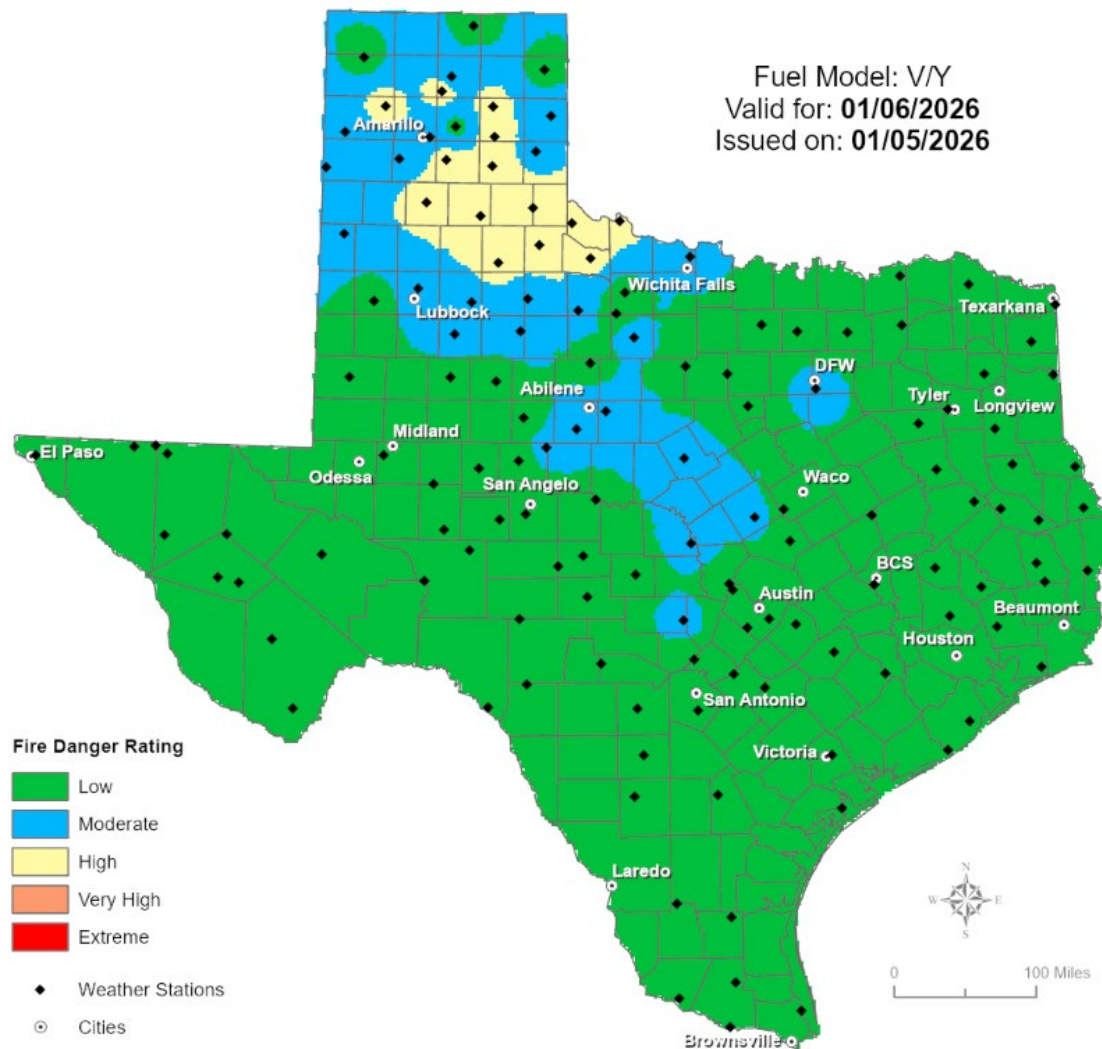 Fuel Model: V/Y
Valid for: 01/06/2026
Issued on: 01/05/2026
Amarillo
Wichita Falls
Lubbock
Texarkana
DFW
Abilene
Tyler
Longview
Midland
El Paso
Odessa
San Angelo
Waco
BCS
Austin
Beaumont
Houston
San Antonio
Victoria
Laredo
Brownsville
Fire Danger Rating
Low
Moderate
High
Very High
Extreme
Weather Stations
Cities
N
W E
S
0 100 Miles